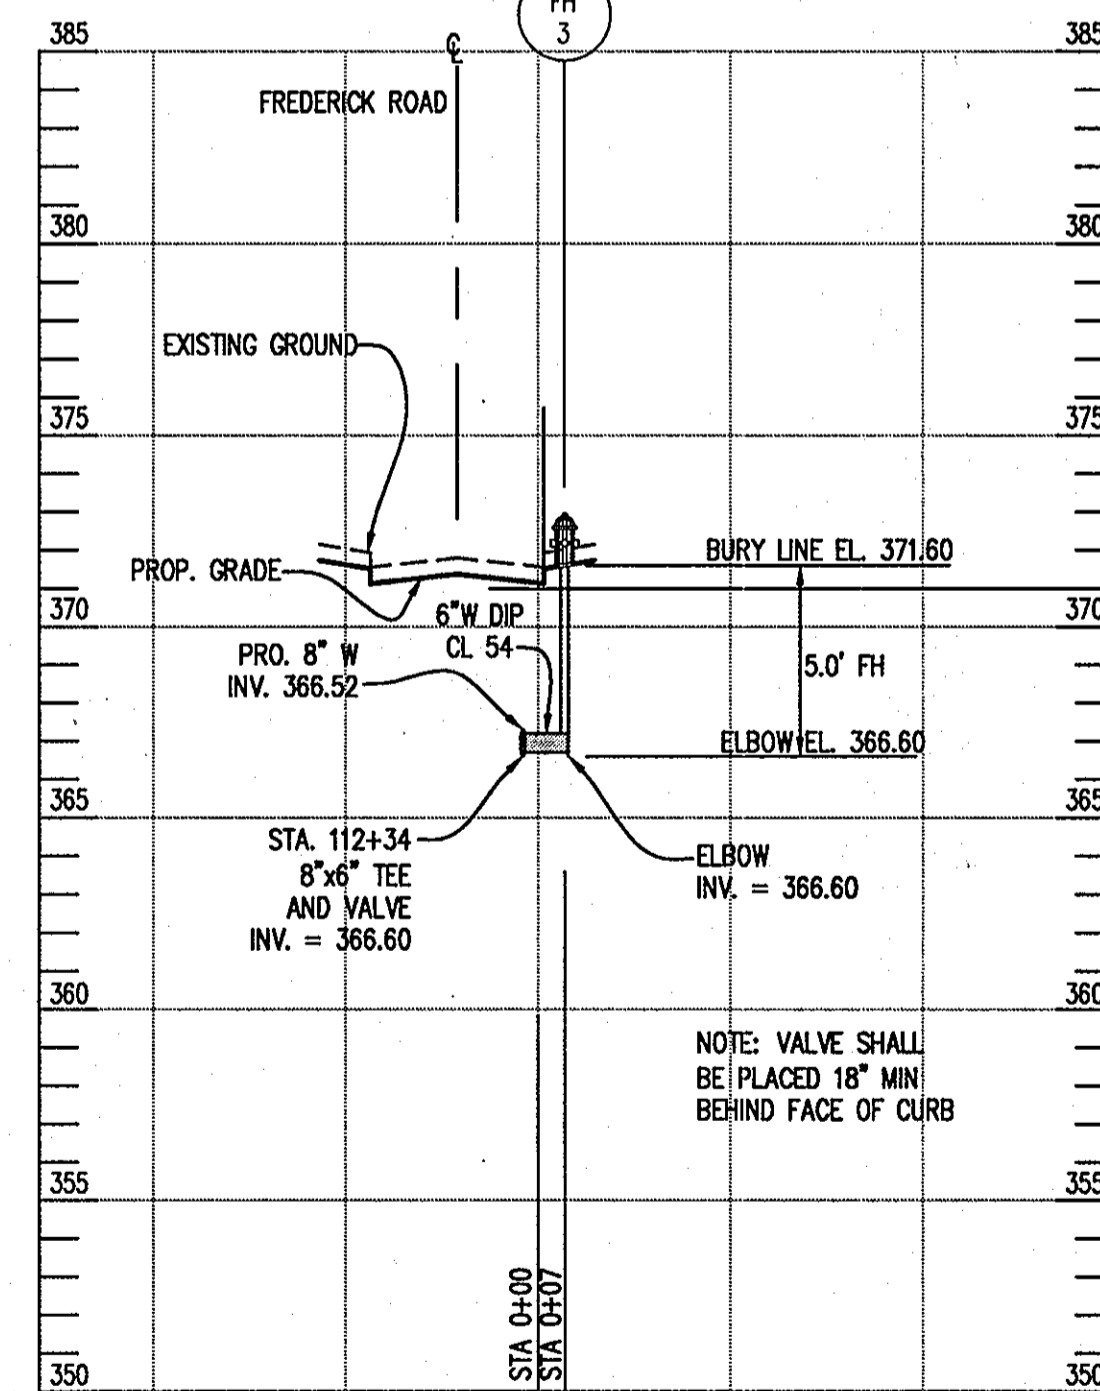 FH
3
385
385
℄
FREDERICK ROAD
380
380
EXISTING GROUND
375
375
BURY LINE EL. 371.60
PROP. GRADE
370
370
6"W DIP
CL 54
PRO. 8" W
INV. 366.52
5.0' FH
ELBOW EL. 366.60
365
365
STA. 112+34
8"x6" TEE
AND VALVE
INV. = 366.60
ELBOW
INV. = 366.60
360
360
NOTE: VALVE SHALL
BE PLACED 18" MIN
BEHIND FACE OF CURB
355
355
STA 0+00
STA 0+07
350
350